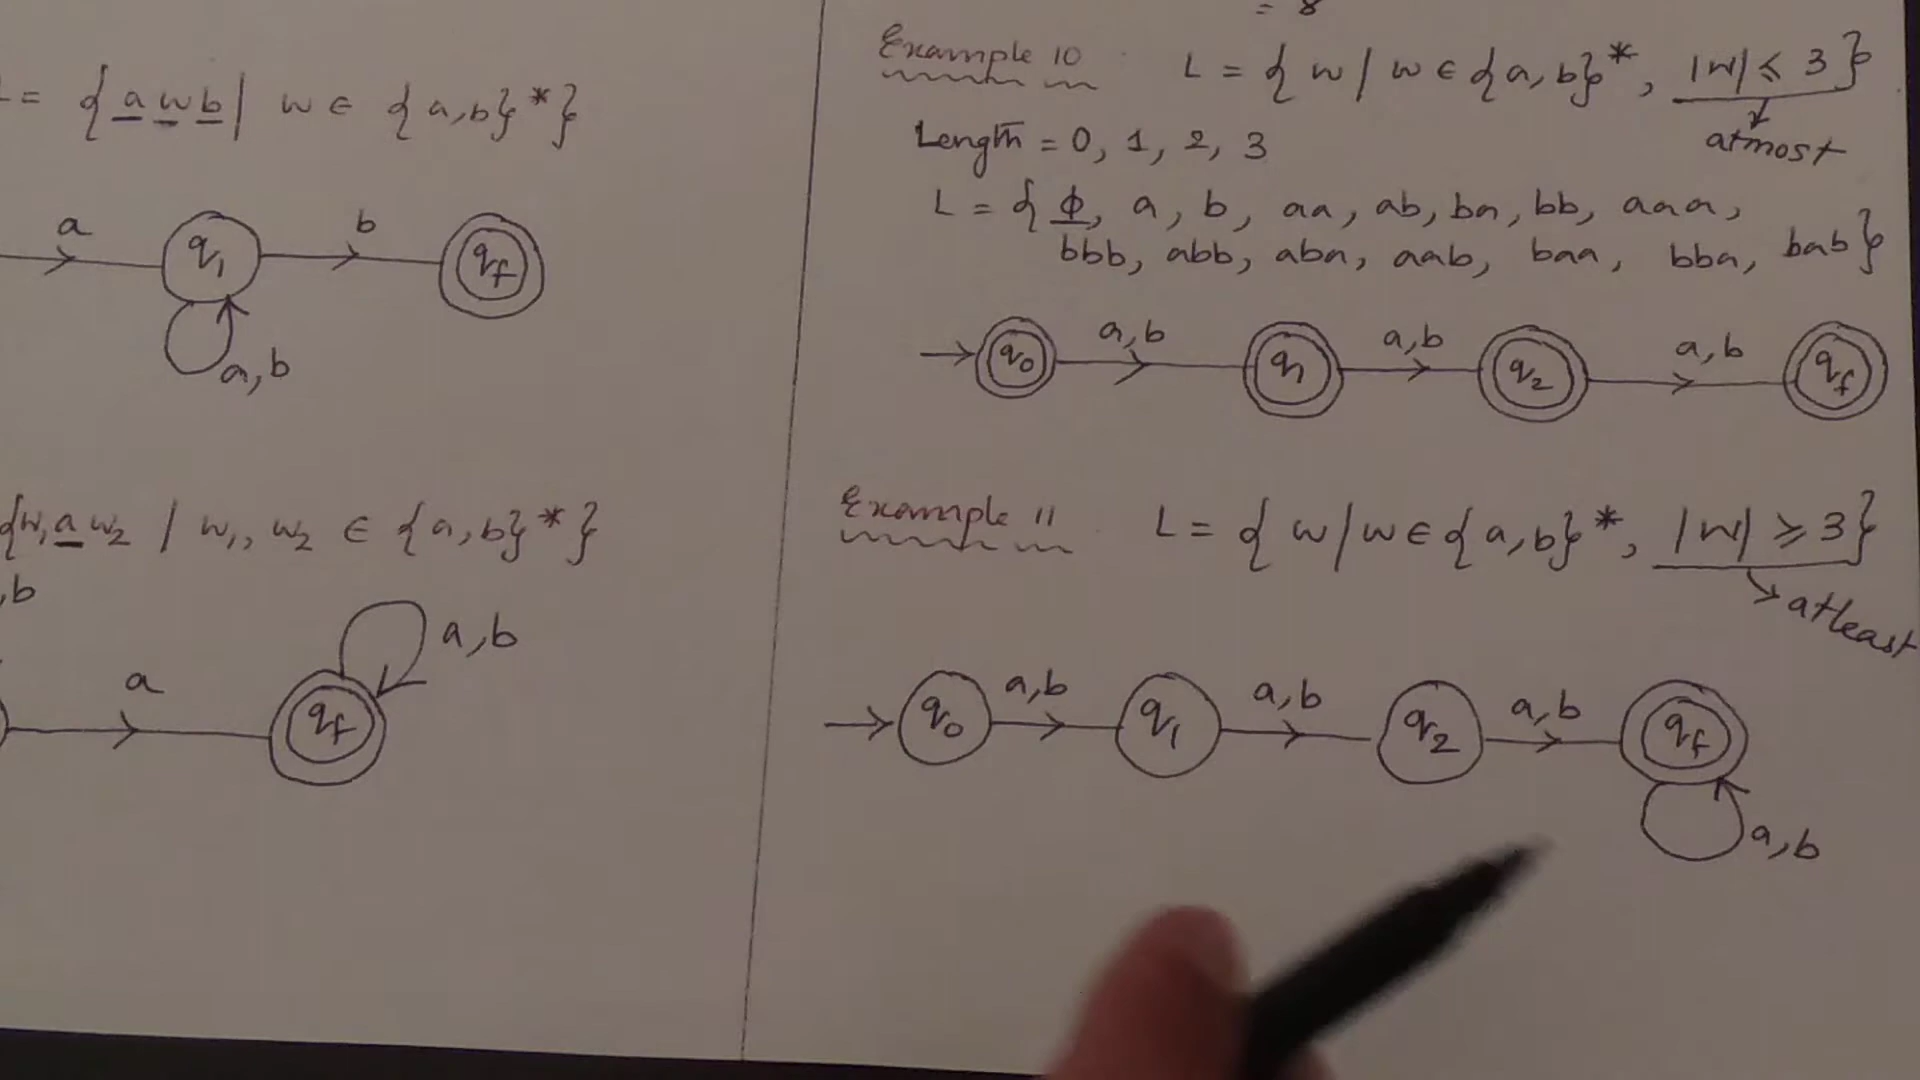 = {awb | w ∈ {a,b}*}
a
b
q1
qf
a,b
{w1 a w2 / w1, w2 ∈ {a,b}*}
,b
a,b
a
qf
= 8
Example 10 L = { w / w ∈ {a,b}*, |w| ≤ 3 }
atmost
Length = 0, 1, 2, 3
L = { ϕ, a, b, aa, ab, ba, bb, aaa,
bbb, abb, aba, aab, baa, bba, bab }
a,b a,b a,b
q0 q1 q2 qf
Example 11 L = { w / w ∈ {a,b}*, |w| ≥ 3 }
atleast
a,b a,b a,b
q0 q1 q2 qf
a,b